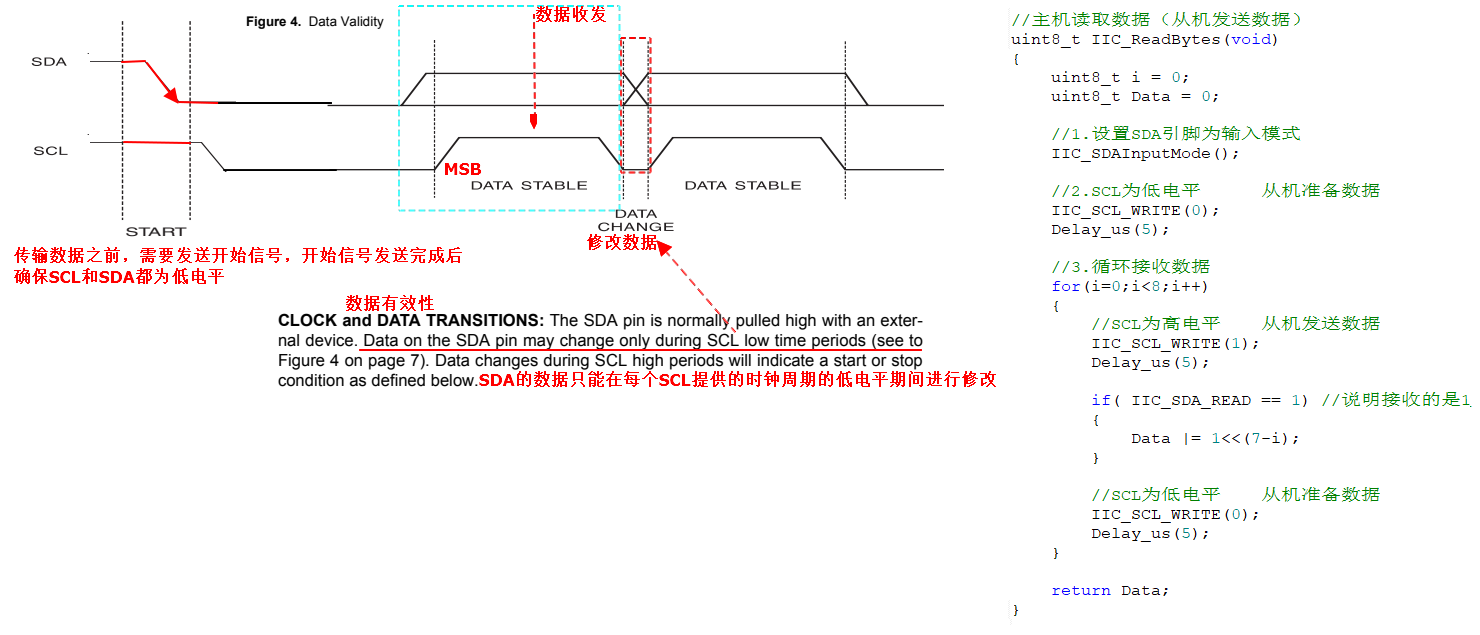 Figure 4. Data Validity
数据收发
SDA
SCL
MSB
DATA STABLE
DATA STABLE
DATA
CHANGE
修改数据
START
传输数据之前，需要发送开始信号，开始信号发送完成后
确保SCL和SDA都为低电平
数据有效性
CLOCK and DATA TRANSITIONS: The SDA pin is normally pulled high with an exter-
nal device. Data on the SDA pin may change only during SCL low time periods (see to
Figure 4 on page 7). Data changes during SCL high periods will indicate a start or stop
condition as defined below.SDA的数据只能在每个SCL提供的时钟周期的低电平期间进行修改
//主机读取数据（从机发送数据）
uint8_t IIC_ReadBytes(void)
{
    uint8_t i = 0;
    uint8_t Data = 0;
    //1.设置SDA引脚为输入模式
    IIC_SDAInputMode();
    //2.SCL为低电平      从机准备数据
    IIC_SCL_WRITE(0);
    Delay_us(5);
    //3.循环接收数据
    for(i=0;i<8;i++)
    {
        //SCL为高电平    从机发送数据
        IIC_SCL_WRITE(1);
        Delay_us(5);
        if( IIC_SDA_READ == 1) //说明接收的是1
        {
            Data |= 1<<(7-i);
        }
        //SCL为低电平    从机准备数据
        IIC_SCL_WRITE(0);
        Delay_us(5);
    }
    return Data;
}